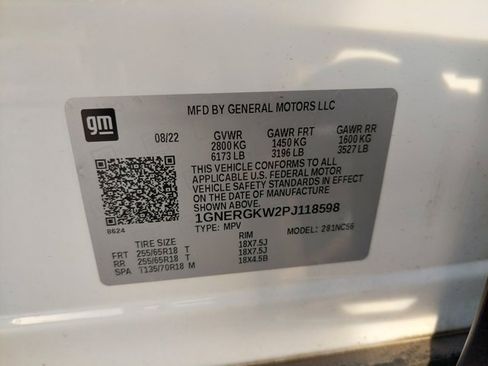 MFD BY GENERAL MOTORS LLC
gm
08/22 GVWR GAWR FRT GAWR RR
2800 KG 1450 KG 1600 KG
6173 LB 3196 LB 3527 LB
THIS VEHICLE CONFORMS TO ALL
APPLICABLE U.S. FEDERAL MOTOR
VEHICLE SAFETY STANDARDS IN EFFECT
ON THE DATE OF MANUFACTURE
SHOWN ABOVE.
8624 1GNERGKW2PJ118598
TYPE: MPV MODEL: 281NC56
TIRE SIZE RIM
FRT 255/65R18 T 18X7.5J
RR 255/65R18 T 18X7.5J
SPA T135/70R18 M 18X4.5B